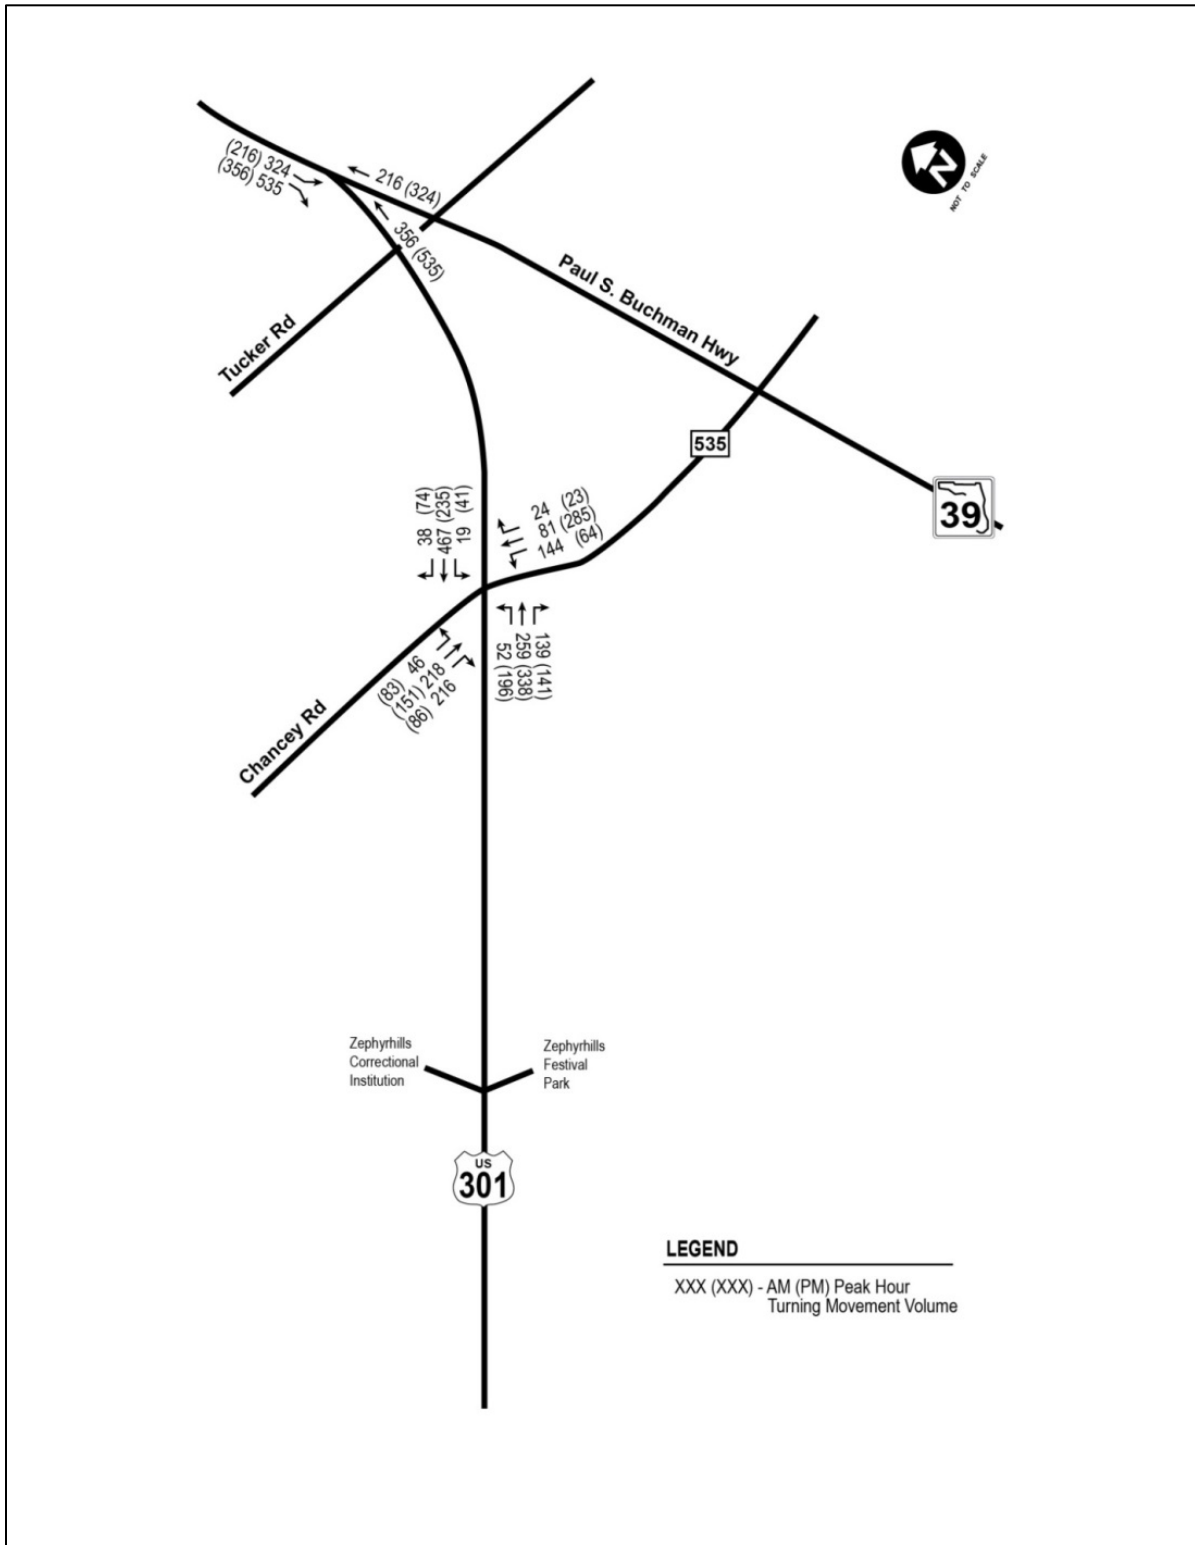 (216) 324
(356) 535
216 (324)
356 (535)
N
NOT TO SCALE
Tucker Rd
Paul S. Buchman Hwy
535
39
38 (74)
467 (235)
19 (41)
24 (23)
81 (285)
144 (64)
(83) 46
(151) 218
(86) 216
52 (196)
259 (338)
139 (141)
Chancey Rd
Zephyrhills
Correctional
Institution
Zephyrhills
Festival
Park
US
301
LEGEND
XXX (XXX) - AM (PM) Peak Hour
Turning Movement Volume